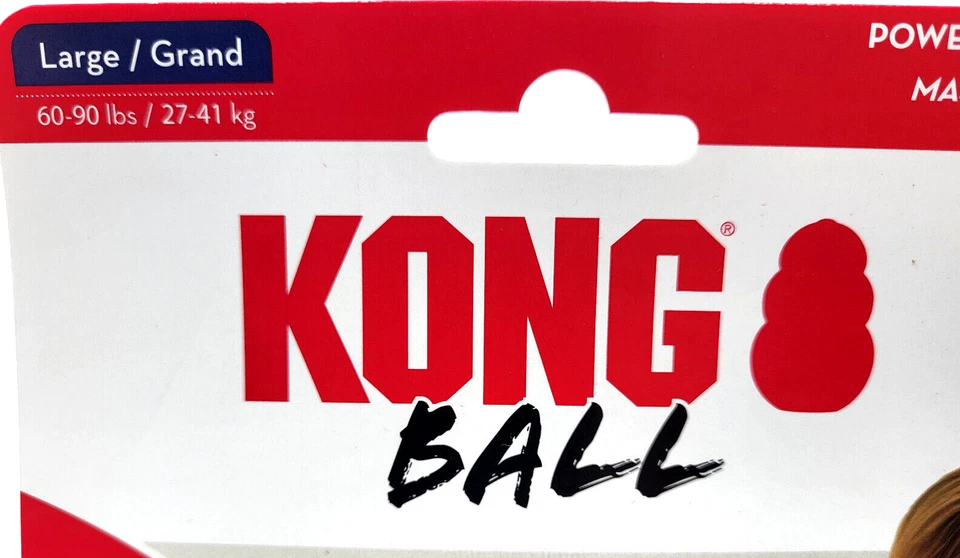 Large / Grand
60-90 lbs / 27-41 kg
KONG®
BALL